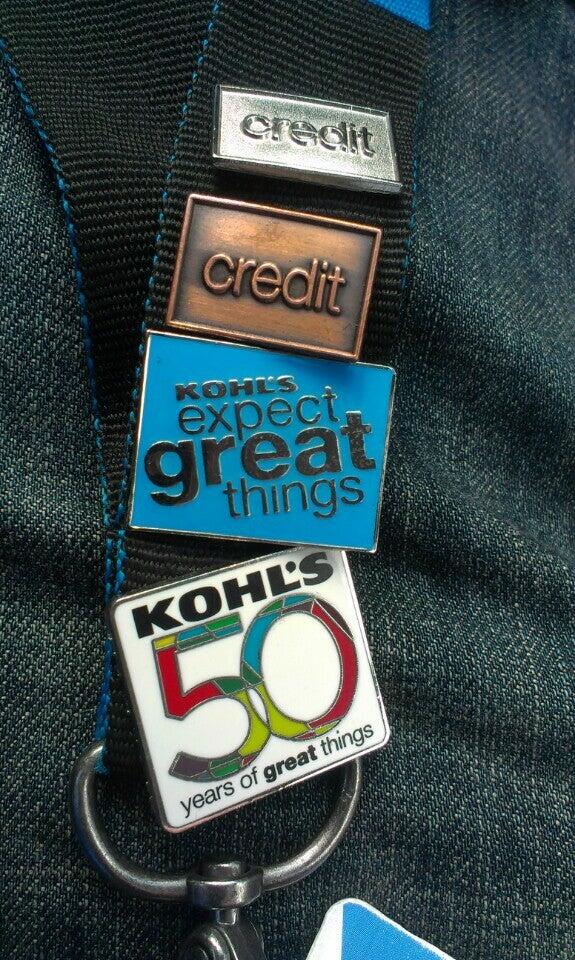 credit
credit
KOHL'S
expect
great
things
KOHL'S
50
years of great things